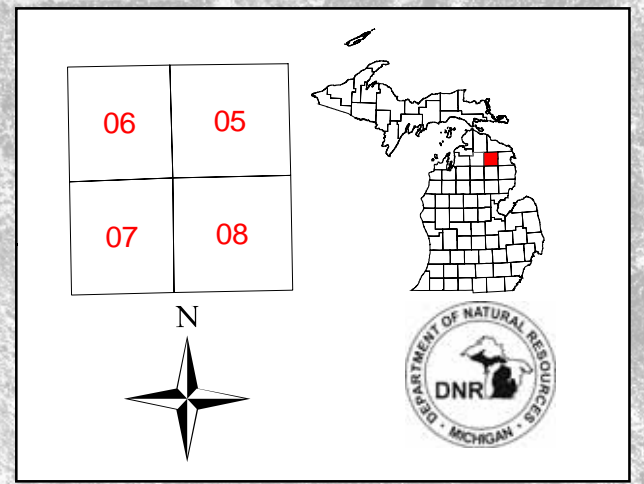 06 05
07 08
N
DEPARTMENT OF NATURAL RESOURCES
DNR
MICHIGAN